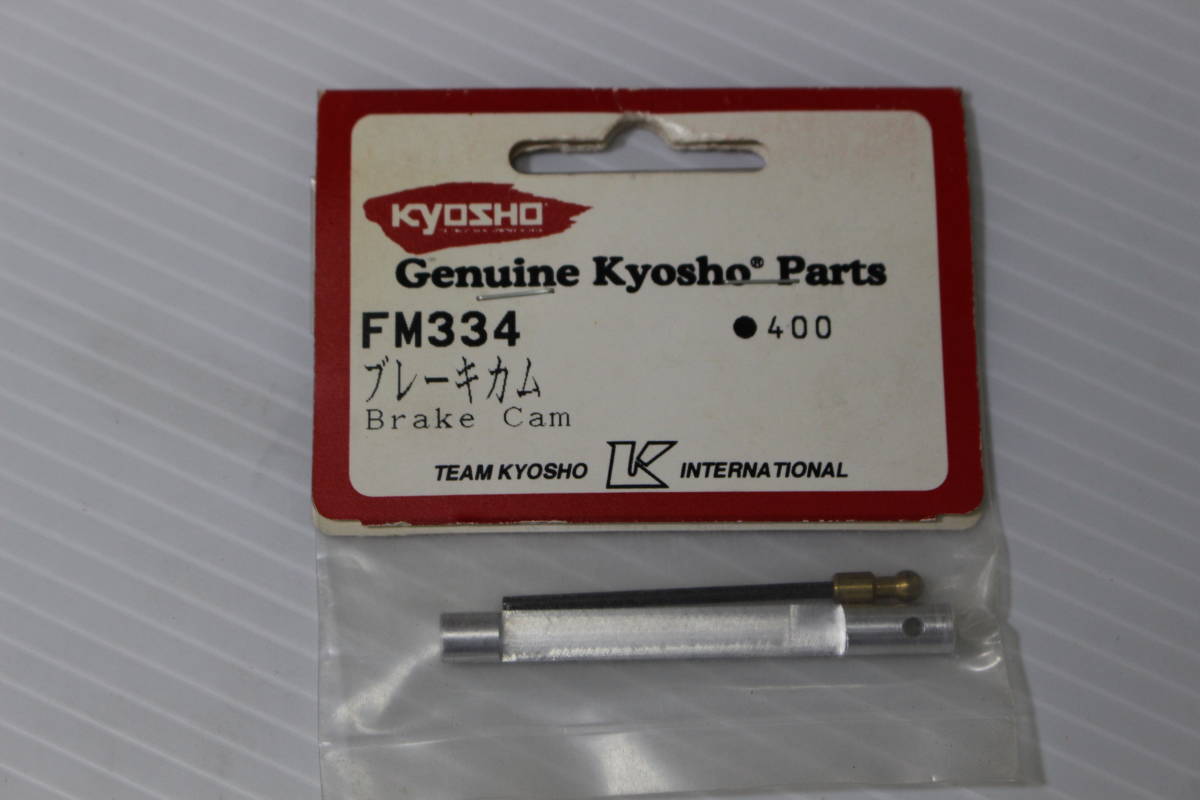 KYOSHO
Genuine Kyosho® Parts
FM334 ●400
ブレーキカム
Brake Cam
TEAM KYOSHO K INTERNATIONAL